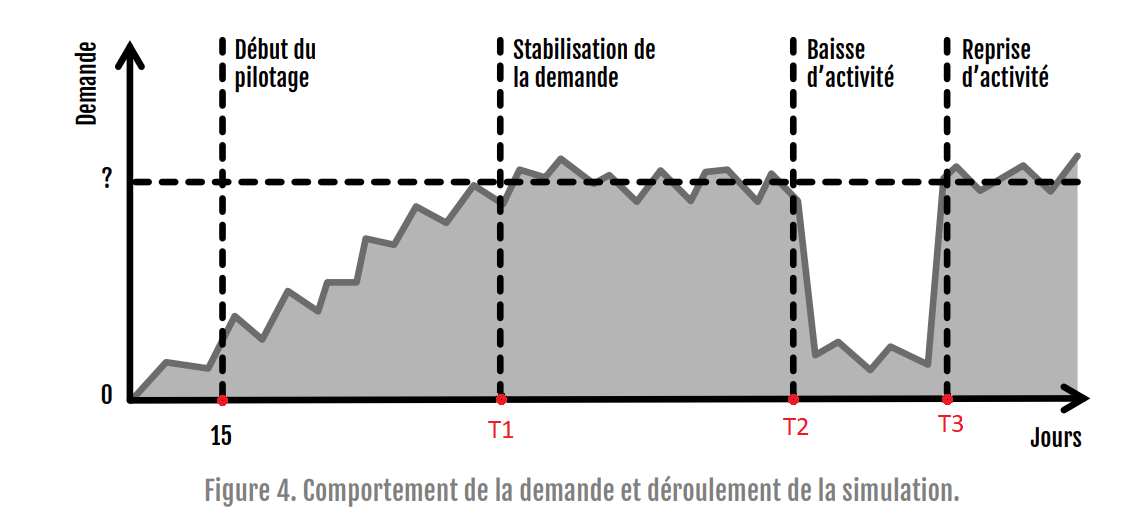 Demande
Début du
pilotage
Stabilisation de
la demande
Baisse
d'activité
Reprise
d'activité
?
0
15
T1
T2
T3
Jours
Figure 4. Comportement de la demande et déroulement de la simulation.